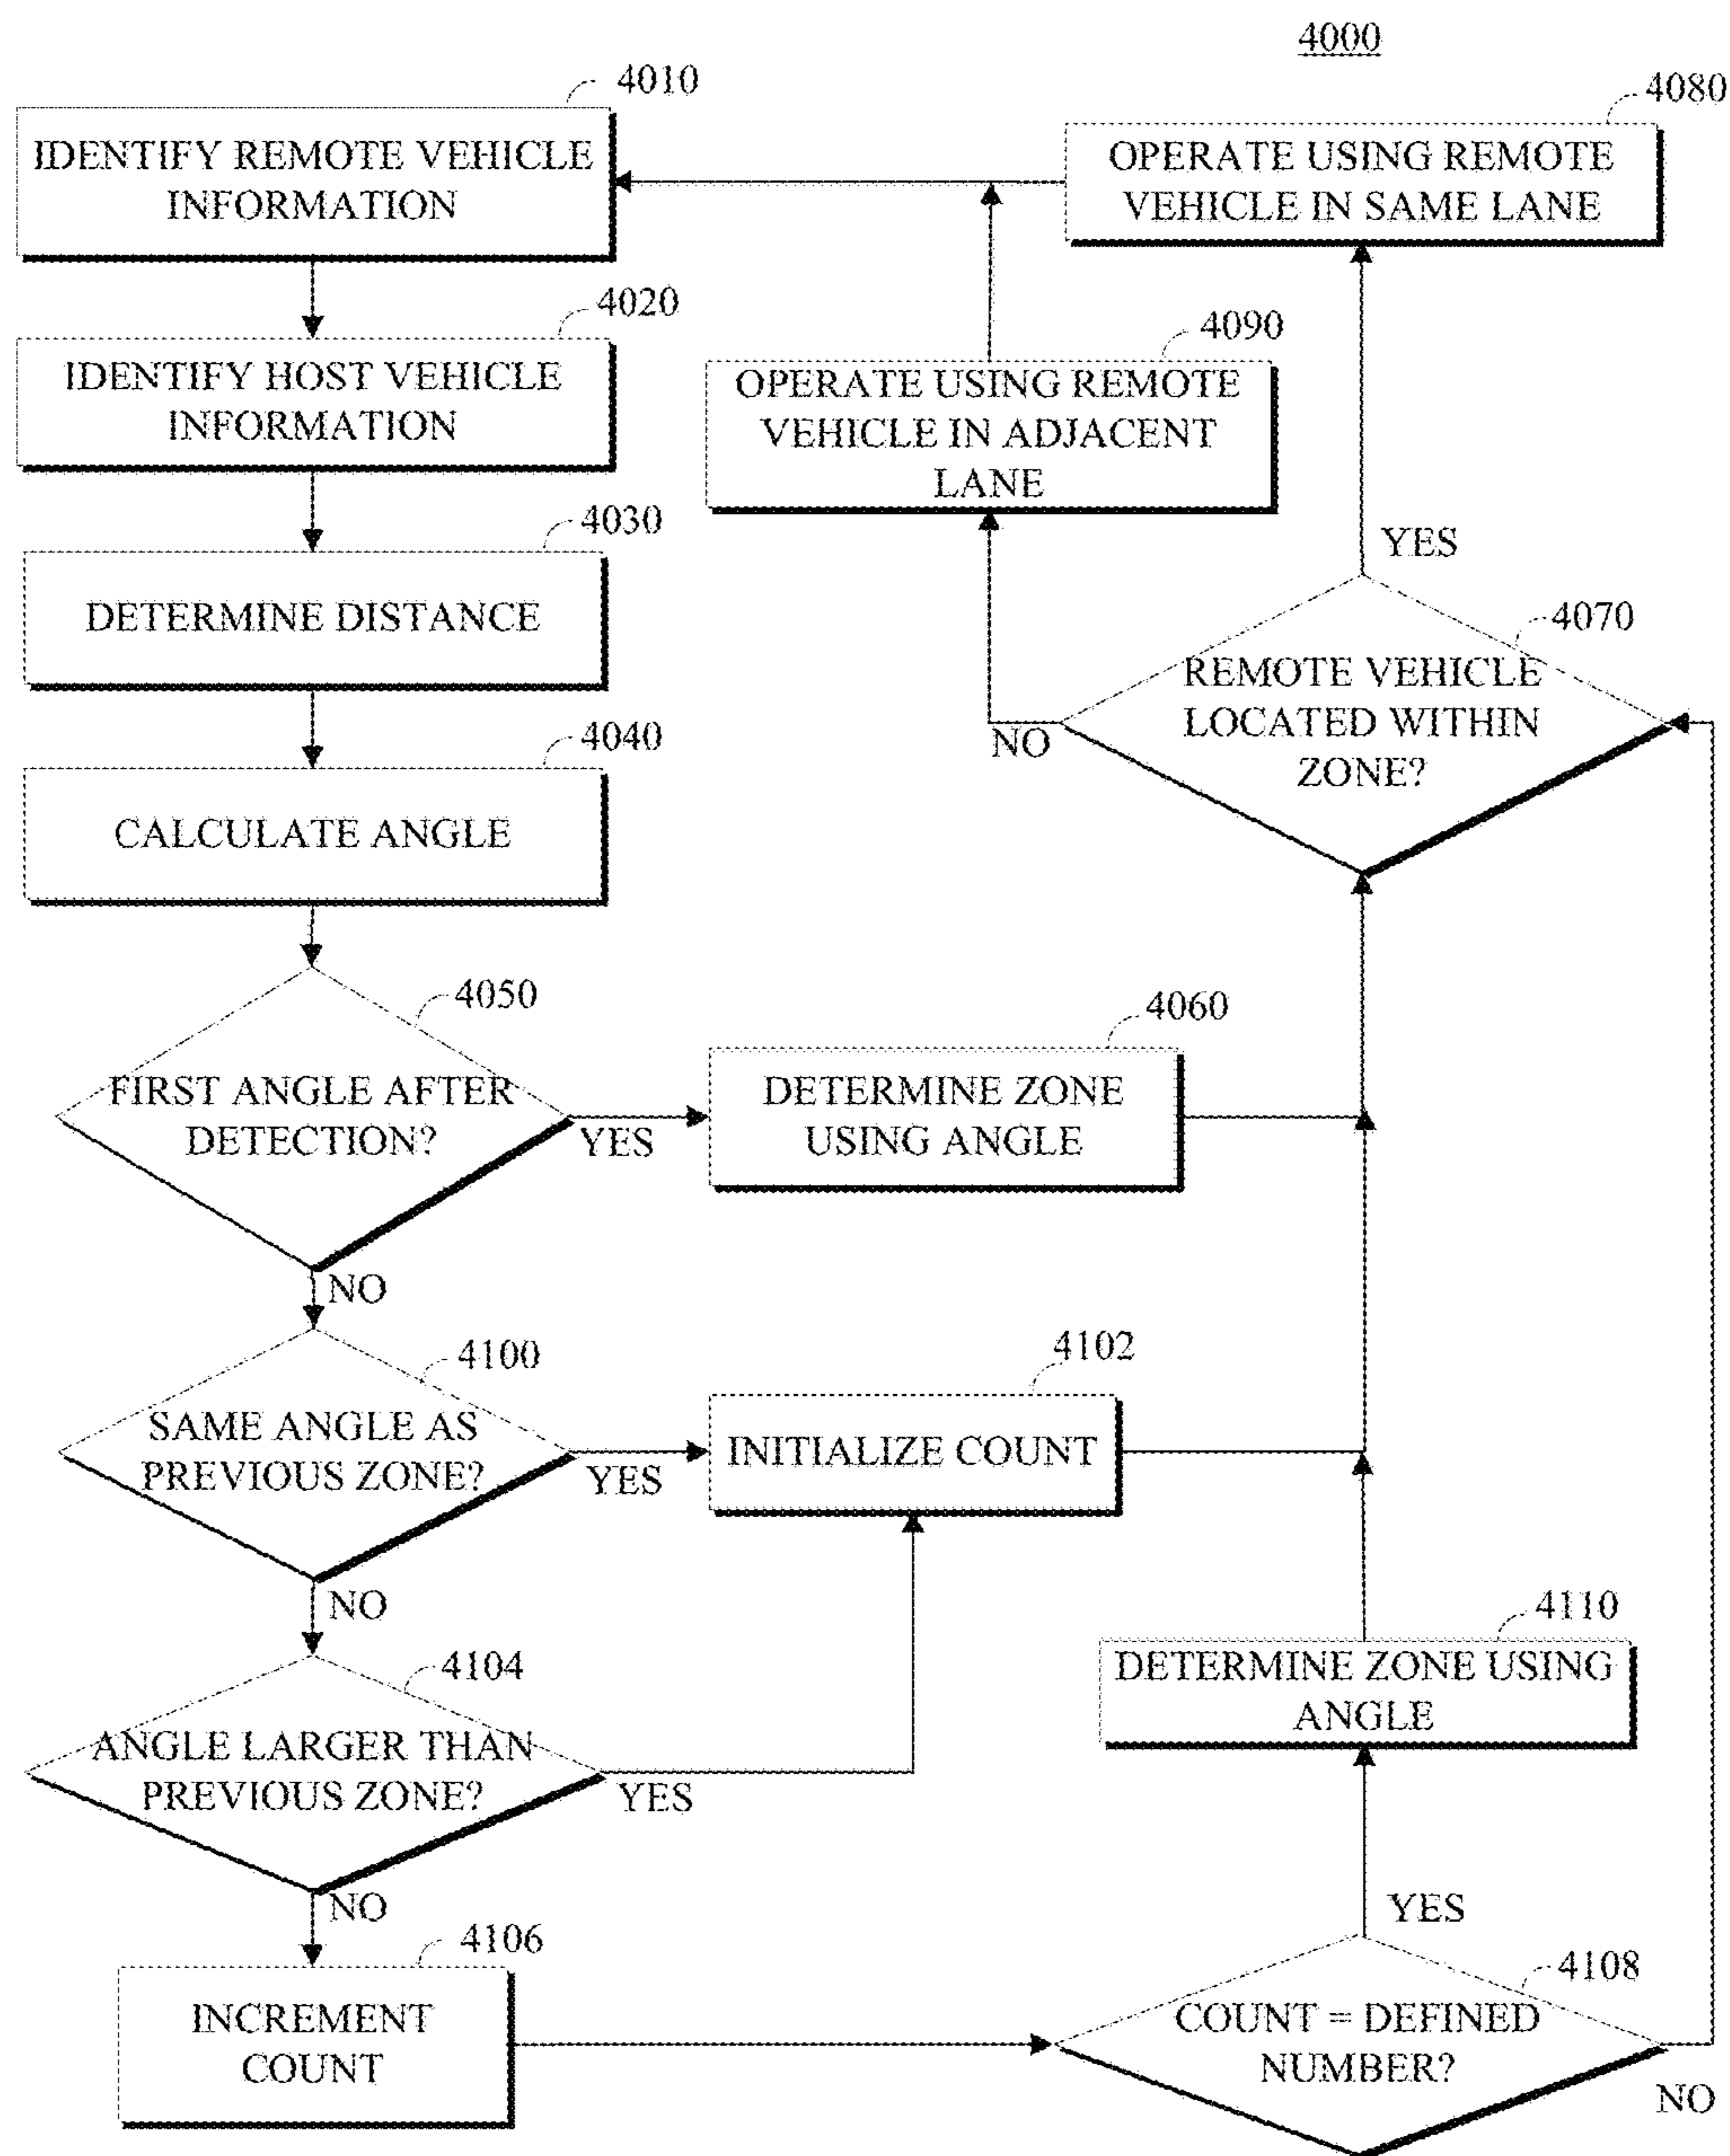 4000
4010
IDENTIFY REMOTE VEHICLE
INFORMATION
4080
OPERATE USING REMOTE
VEHICLE IN SAME LANE
4020
IDENTIFY HOST VEHICLE
INFORMATION
4090
OPERATE USING REMOTE
VEHICLE IN ADJACENT
LANE
4030
DETERMINE DISTANCE
YES
4070
REMOTE VEHICLE
LOCATED WITHIN
ZONE?
NO
4040
CALCULATE ANGLE
4050
FIRST ANGLE AFTER
DETECTION?
YES
NO
4060
DETERMINE ZONE
USING ANGLE
4100
SAME ANGLE AS
PREVIOUS ZONE?
YES
NO
4102
INITIALIZE COUNT
4104
ANGLE LARGER THAN
PREVIOUS ZONE?
YES
NO
4110
DETERMINE ZONE USING
ANGLE
YES
4106
INCREMENT
COUNT
4108
COUNT = DEFINED
NUMBER?
NO